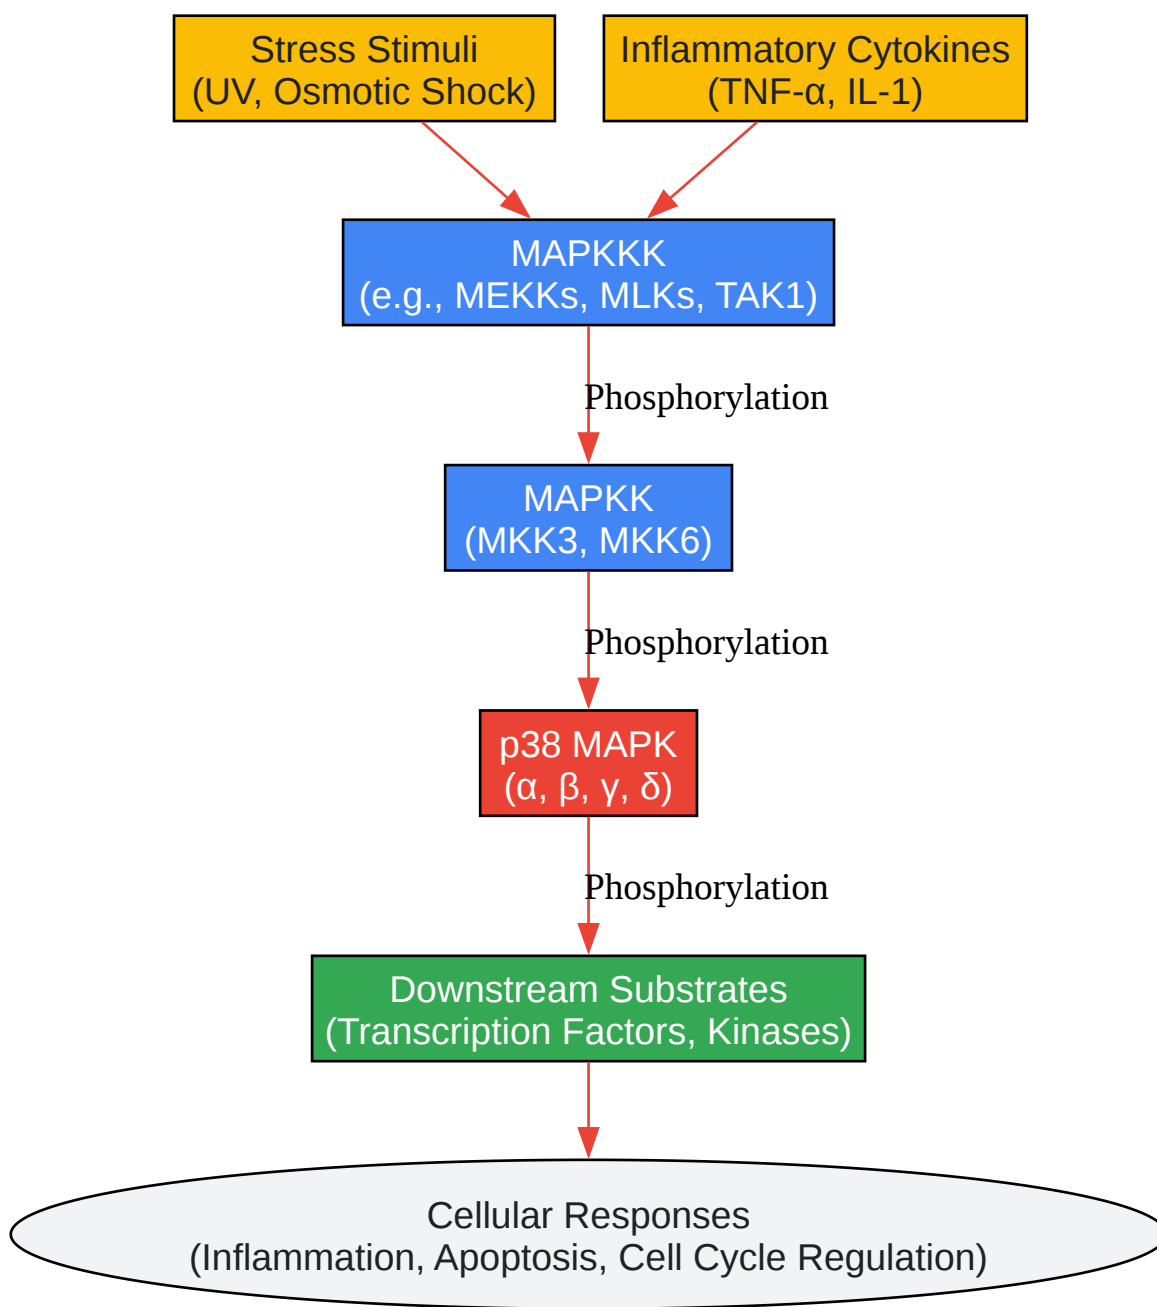 Stress Stimuli
(UV, Osmotic Shock)
Inflammatory Cytokines
(TNF-α, IL-1)
MAPKKK
(e.g., MEKKs, MLKs, TAK1)
Phosphorylation
MAPKK
(MKK3, MKK6)
Phosphorylation
p38 MAPK
(α, β, γ, δ)
Phosphorylation
Downstream Substrates
(Transcription Factors, Kinases)
Cellular Responses
(Inflammation, Apoptosis, Cell Cycle Regulation)